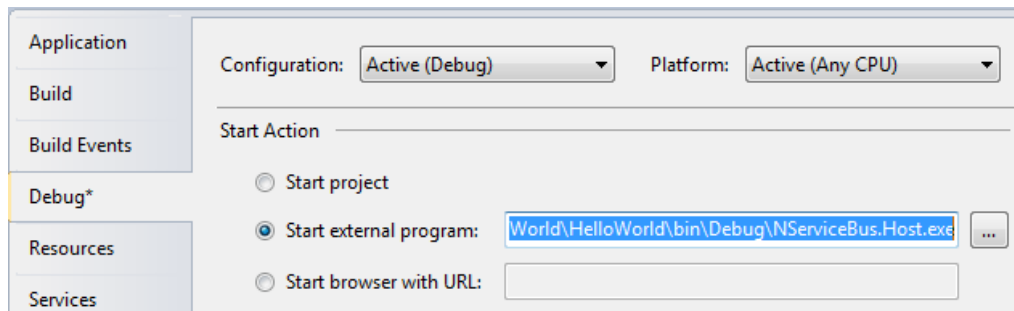 Application
Build
Build Events
Debug*
Resources
Services
Configuration: Active (Debug) Platform: Active (Any CPU)
Start Action
Start project
Start external program: World\HelloWorld\bin\Debug\NServiceBus.Host.exe ...
Start browser with URL: